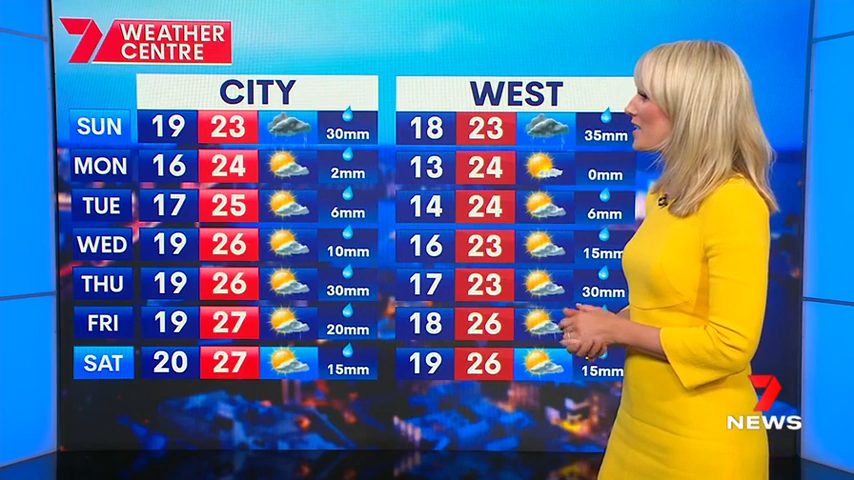 7 WEATHER
CENTRE
CITY WEST
SUN 19 23 30mm 18 23 35mm
MON 16 24 2mm 13 24 0mm
TUE 17 25 6mm 14 24 6mm
WED 19 26 10mm 16 23 15mm
THU 19 26 30mm 17 23 30mm
FRI 19 27 20mm 18 26
SAT 20 27 15mm 19 26 15mm
7
NEWS